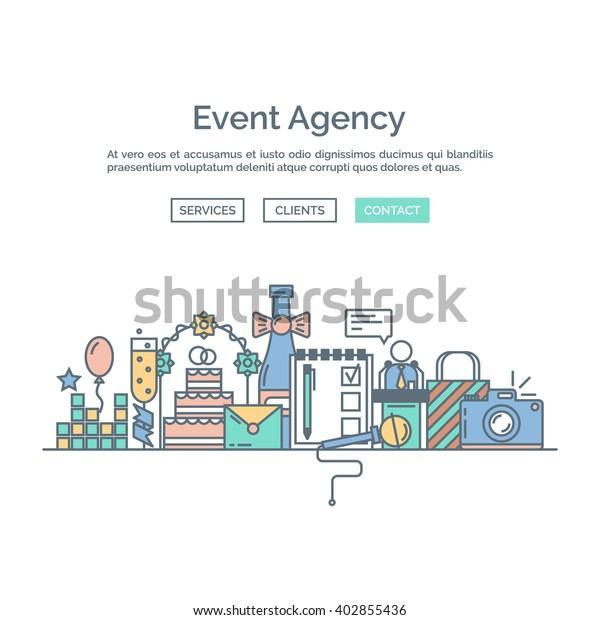 Event Agency
At vero eos et accusamus et iusto odio dignissimos ducimus qui blanditiis
praesentium voluptatum deleniti atque corrupti quos dolores et quas.
SERVICES CLIENTS CONTACT
shutterstock
www.shutterstock.com · 402855436